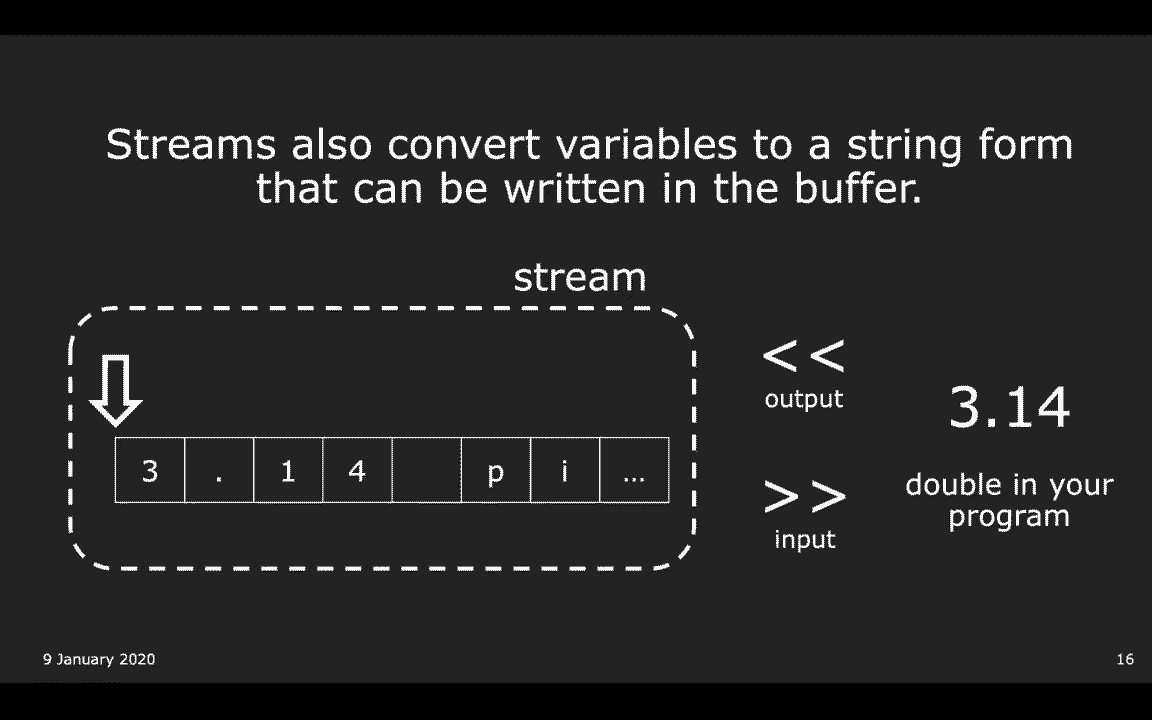 Streams also convert variables to a string form
that can be written in the buffer.
stream
3 . 1 4 p i ...
<<
output
>>
input
3.14
double in your
program
9 January 2020
16